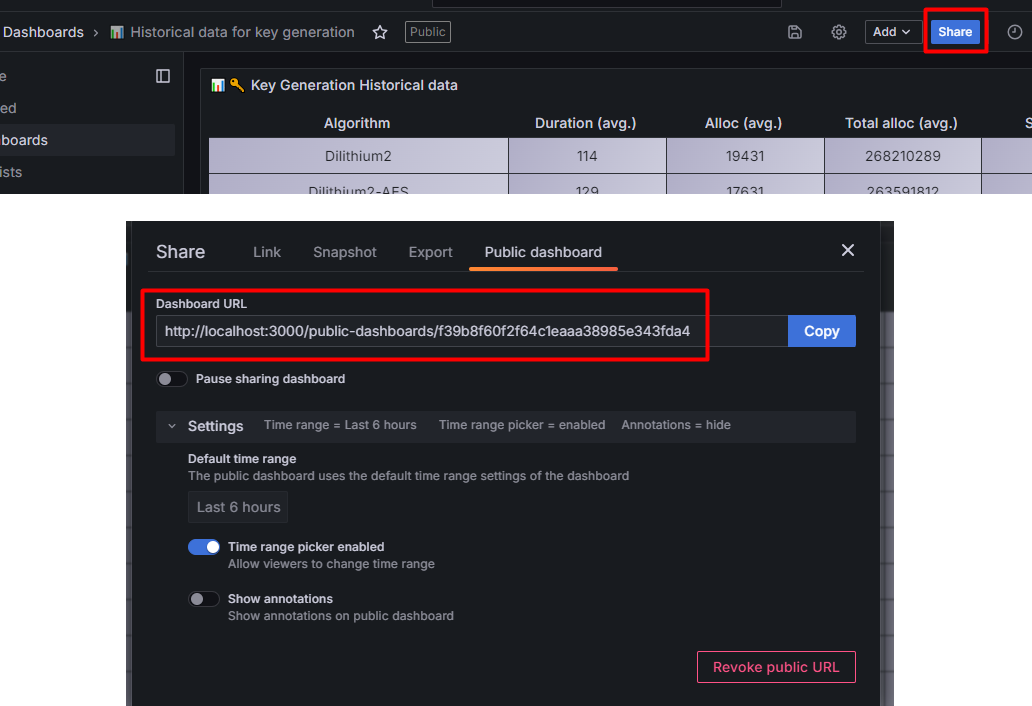 Dashboards › Historical data for key generation Public Add Share
Key Generation Historical data
boards
Algorithm Duration (avg.) Alloc (avg.) Total alloc (avg.)
Dilithium2 114 19431 268210289
Dilithium2-AES 129 17631 263591812
Share Link Snapshot Export Public dashboard
Dashboard URL
http://localhost:3000/public-dashboards/f39b8f60f2f64c1eaaa38985e343fda4 Copy
Pause sharing dashboard
Settings Time range = Last 6 hours Time range picker = enabled Annotations = hide
Default time range
The public dashboard uses the default time range settings of the dashboard
Last 6 hours
Time range picker enabled
Allow viewers to change time range
Show annotations
Show annotations on public dashboard
Revoke public URL